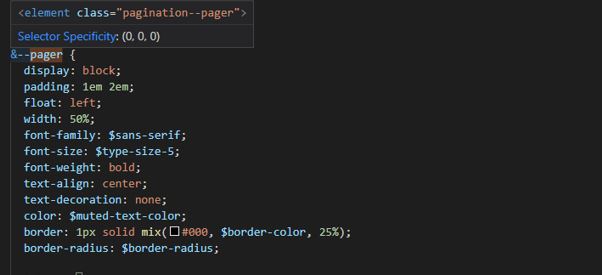 <element class="pagination--pager">
Selector Specificity: (0, 0, 0)
&--pager {
display: block;
padding: 1em 2em;
float: left;
width: 50%;
font-family: $sans-serif;
font-size: $type-size-5;
font-weight: bold;
text-align: center;
text-decoration: none;
color: $muted-text-color;
border: 1px solid mix(#000, $border-color, 25%);
border-radius: $border-radius;